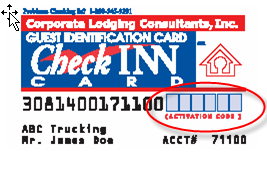 Corporate Lodging Consultants, Inc.
GUEST IDENTIFICATION CARD
Check INN
CARD
30814001711000
[ACTIVATION CODE ]
ABC Trucking
Mr. James Doe ACCT# 71100